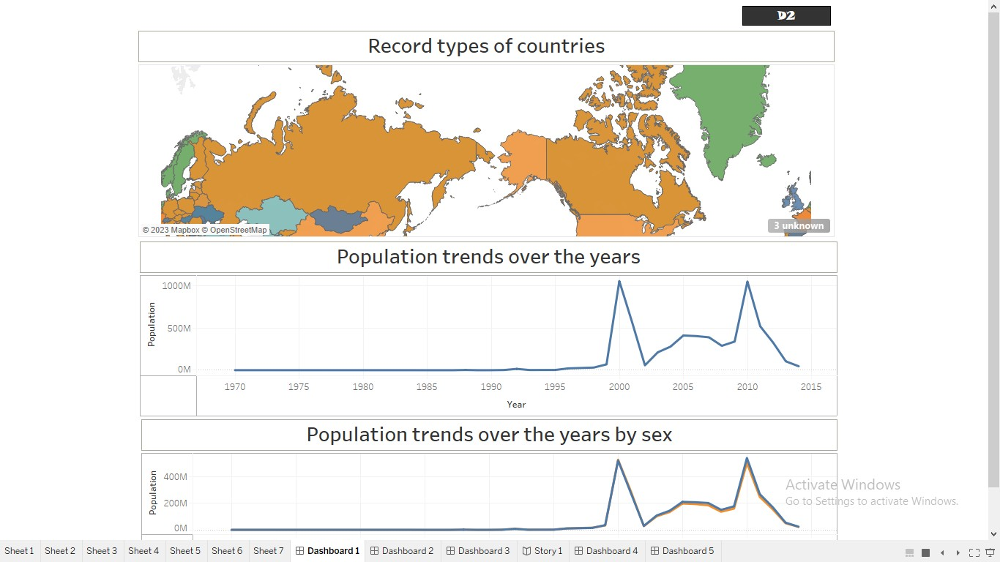 D2
Record types of countries
© 2023 Mapbox © OpenStreetMap
3 unknown
Population trends over the years
1000M
500M
0M
Population
1970 1975 1980 1985 1990 1995 2000 2005 2010 2015
Year
Population trends over the years by sex
400M
200M
0M
Population
Activate Windows
Go to Settings to activate Windows.
Sheet 1 Sheet 2 Sheet 3 Sheet 4 Sheet 5 Sheet 6 Sheet 7 Dashboard 1 Dashboard 2 Dashboard 3 Story 1 Dashboard 4 Dashboard 5